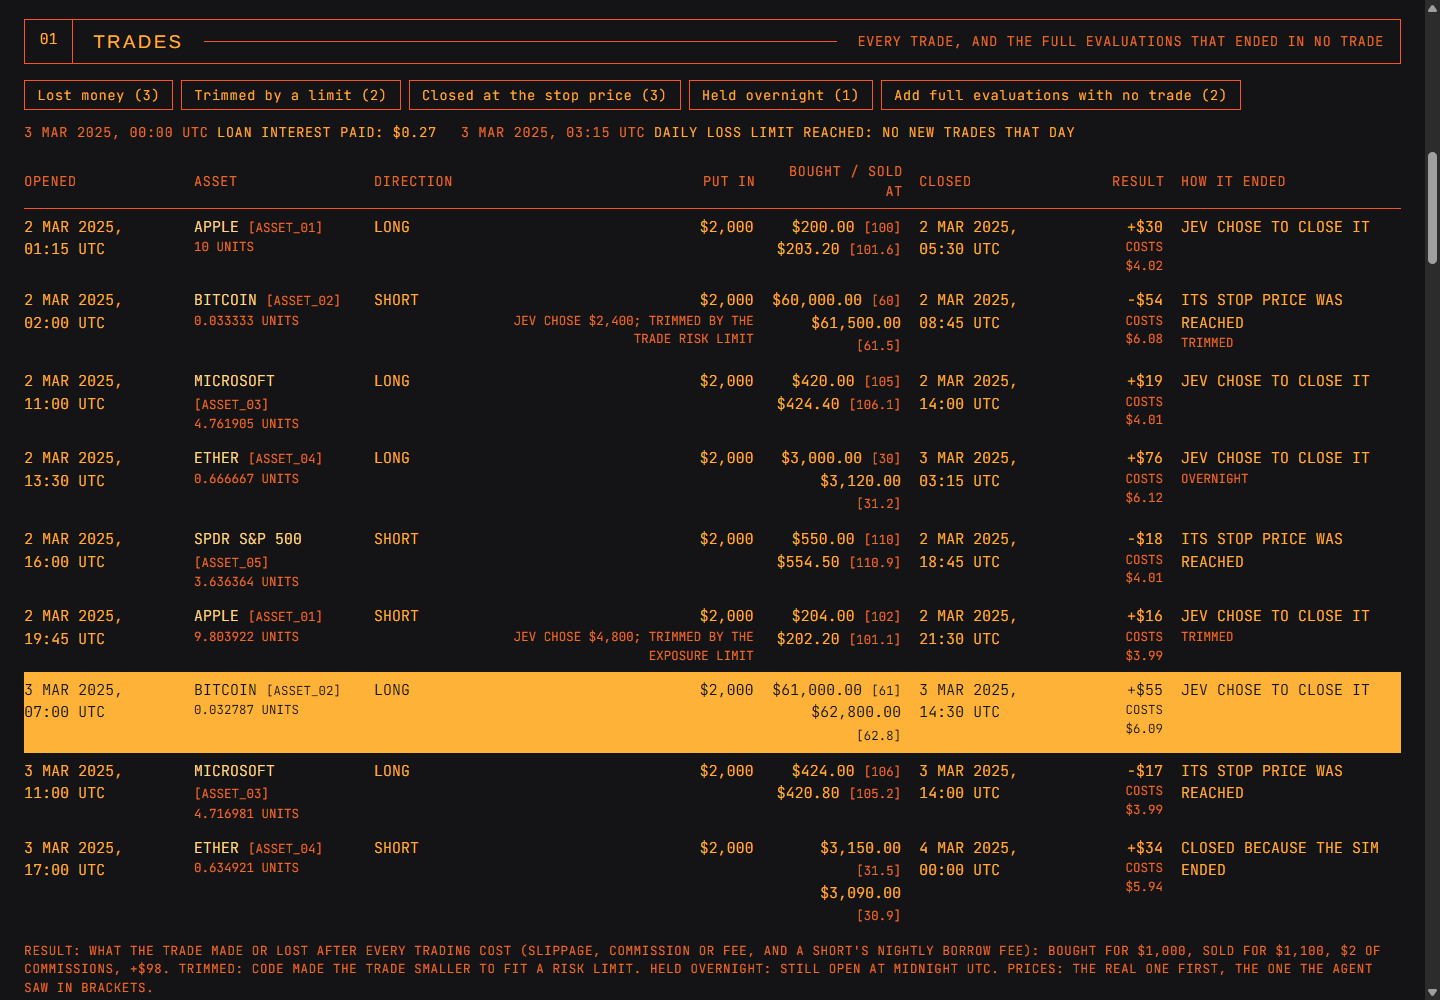 01 TRADES EVERY TRADE, AND THE FULL EVALUATIONS THAT ENDED IN NO TRADE
Lost money (3) Trimmed by a limit (2) Closed at the stop price (3) Held overnight (1) Add full evaluations with no trade (2)
3 MAR 2025, 00:00 UTC LOAN INTEREST PAID: $0.27 3 MAR 2025, 03:15 UTC DAILY LOSS LIMIT REACHED: NO NEW TRADES THAT DAY
BOUGHT / SOLD
OPENED ASSET DIRECTION PUT IN AT CLOSED RESULT HOW IT ENDED
2 MAR 2025, APPLE [ASSET_01] LONG $2,000 $200.00 [100] 2 MAR 2025, +$30 JEV CHOSE TO CLOSE IT
01:15 UTC 10 UNITS $203.20 [101.6] 05:30 UTC COSTS
$4.02
2 MAR 2025, BITCOIN [ASSET_02] SHORT $2,000 $60,000.00 [60] 2 MAR 2025, -$54 ITS STOP PRICE WAS
02:00 UTC 0.033333 UNITS JEV CHOSE $2,400; TRIMMED BY THE $61,500.00 08:45 UTC COSTS REACHED
TRADE RISK LIMIT [61.5] $6.08 TRIMMED
2 MAR 2025, MICROSOFT LONG $2,000 $420.00 [105] 2 MAR 2025, +$19 JEV CHOSE TO CLOSE IT
11:00 UTC [ASSET_03] $424.40 [106.1] 14:00 UTC COSTS
4.761905 UNITS $4.01
2 MAR 2025, ETHER [ASSET_04] LONG $2,000 $3,000.00 [30] 3 MAR 2025, +$76 JEV CHOSE TO CLOSE IT
13:30 UTC 0.666667 UNITS $3,120.00 03:15 UTC COSTS OVERNIGHT
[31.2] $6.12
2 MAR 2025, SPDR S&P 500 SHORT $2,000 $550.00 [110] 2 MAR 2025, -$18 ITS STOP PRICE WAS
16:00 UTC [ASSET_05] $554.50 [110.9] 18:45 UTC COSTS REACHED
3.636364 UNITS $4.01
2 MAR 2025, APPLE [ASSET_01] SHORT $2,000 $204.00 [102] 2 MAR 2025, +$16 JEV CHOSE TO CLOSE IT
19:45 UTC 9.803922 UNITS JEV CHOSE $4,800; TRIMMED BY THE $202.20 [101.1] 21:30 UTC COSTS TRIMMED
EXPOSURE LIMIT $3.99
3 MAR 2025, BITCOIN [ASSET_02] LONG $2,000 $61,000.00 [61] 3 MAR 2025, +$55 JEV CHOSE TO CLOSE IT
07:00 UTC 0.032787 UNITS $62,800.00 14:30 UTC COSTS
[62.8] $6.09
3 MAR 2025, MICROSOFT LONG $2,000 $424.00 [106] 3 MAR 2025, -$17 ITS STOP PRICE WAS
11:00 UTC [ASSET_03] $420.80 [105.2] 14:00 UTC COSTS REACHED
4.716981 UNITS $3.99
3 MAR 2025, ETHER [ASSET_04] SHORT $2,000 $3,150.00 4 MAR 2025, +$34 CLOSED BECAUSE THE SIM
17:00 UTC 0.634921 UNITS [31.5] 00:00 UTC COSTS ENDED
$3,090.00 $5.94
[30.9]
RESULT: WHAT THE TRADE MADE OR LOST AFTER EVERY TRADING COST (SLIPPAGE, COMMISSION OR FEE, AND A SHORT'S NIGHTLY BORROW FEE): BOUGHT FOR $1,000, SOLD FOR $1,100, $2 OF
COMMISSIONS, +$98. TRIMMED: CODE MADE THE TRADE SMALLER TO FIT A RISK LIMIT. HELD OVERNIGHT: STILL OPEN AT MIDNIGHT UTC. PRICES: THE REAL ONE FIRST, THE ONE THE AGENT
SAW IN BRACKETS.